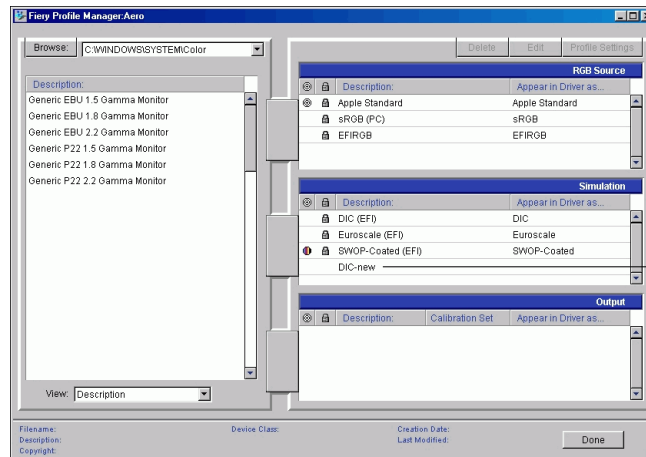 Fiery Profile Manager:Aero
Browse: C:\WINDOWS\SYSTEM\Color
Description:
Generic EBU 1.5 Gamma Monitor
Generic EBU 1.8 Gamma Monitor
Generic EBU 2.2 Gamma Monitor
Generic P22 1.5 Gamma Monitor
Generic P22 1.8 Gamma Monitor
Generic P22 2.2 Gamma Monitor
View: Description
Delete Edit Profile Settings
RGB Source
Description: Appear in Driver as...
Apple Standard Apple Standard
sRGB (PC) sRGB
EFIRGB EFIRGB
Simulation
Description: Appear in Driver as...
DIC (EFI) DIC
Euroscale (EFI) Euroscale
SWOP-Coated (EFI) SWOP-Coated
DIC-new
Output
Description: Calibration Set Appear in Driver as...
Filename: Device Class: Creation Date:
Description: Last Modified:
Copyright:
Done